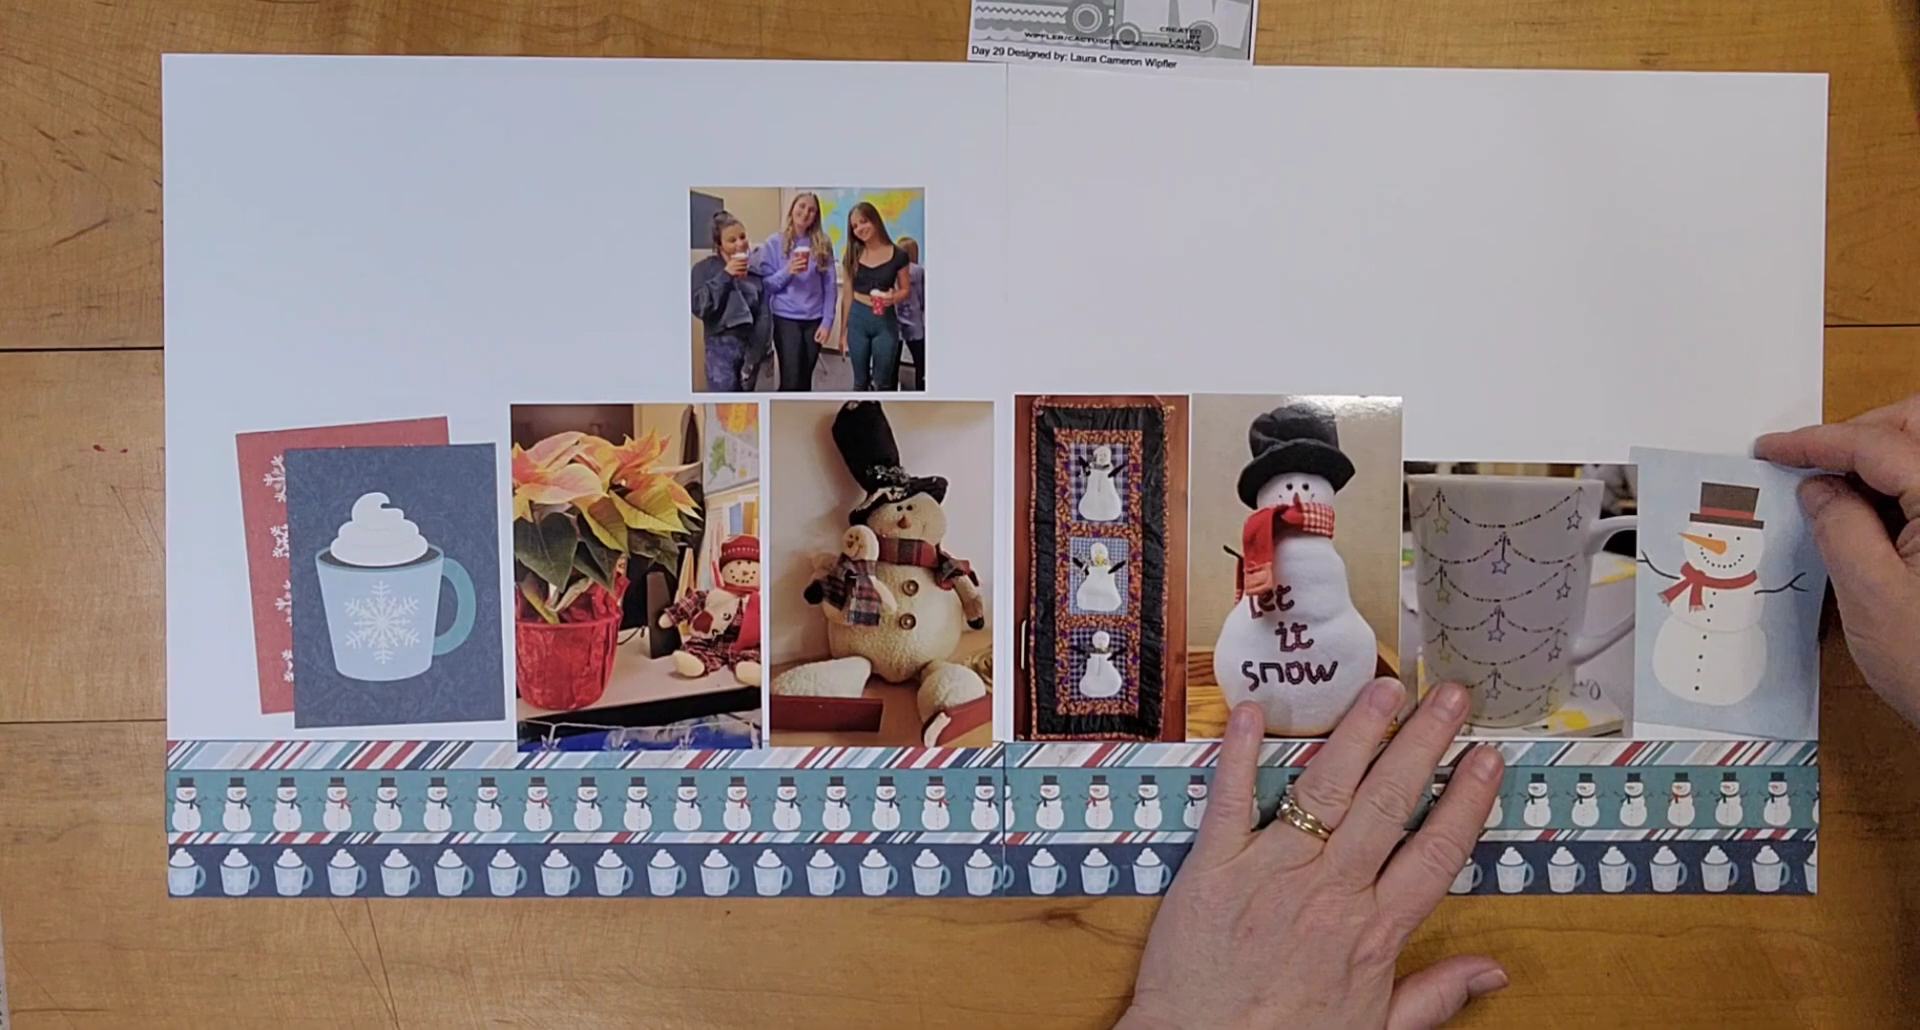 CREATED
BY
LAURA
WIPFLER/CACTUSCREWSCRAPBOOKING
Day 29 Designed by: Laura Cameron Wipfler
let
it
snow